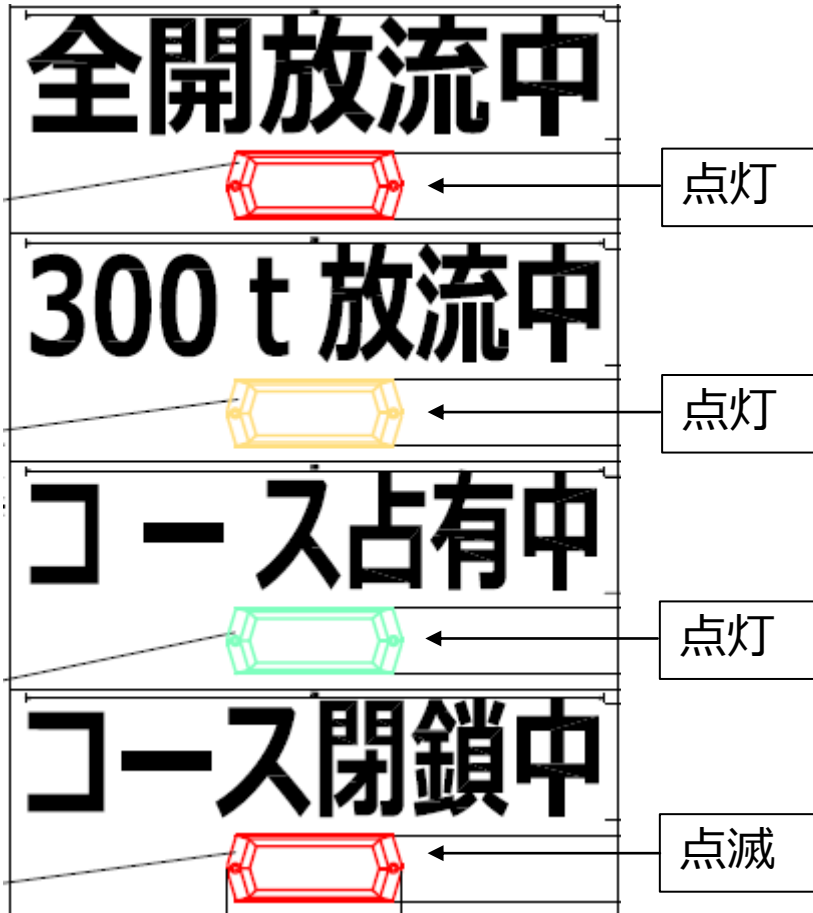 全開放流中
点灯
300ｔ放流中
点灯
コース占有中
点灯
コース閉鎖中
点滅